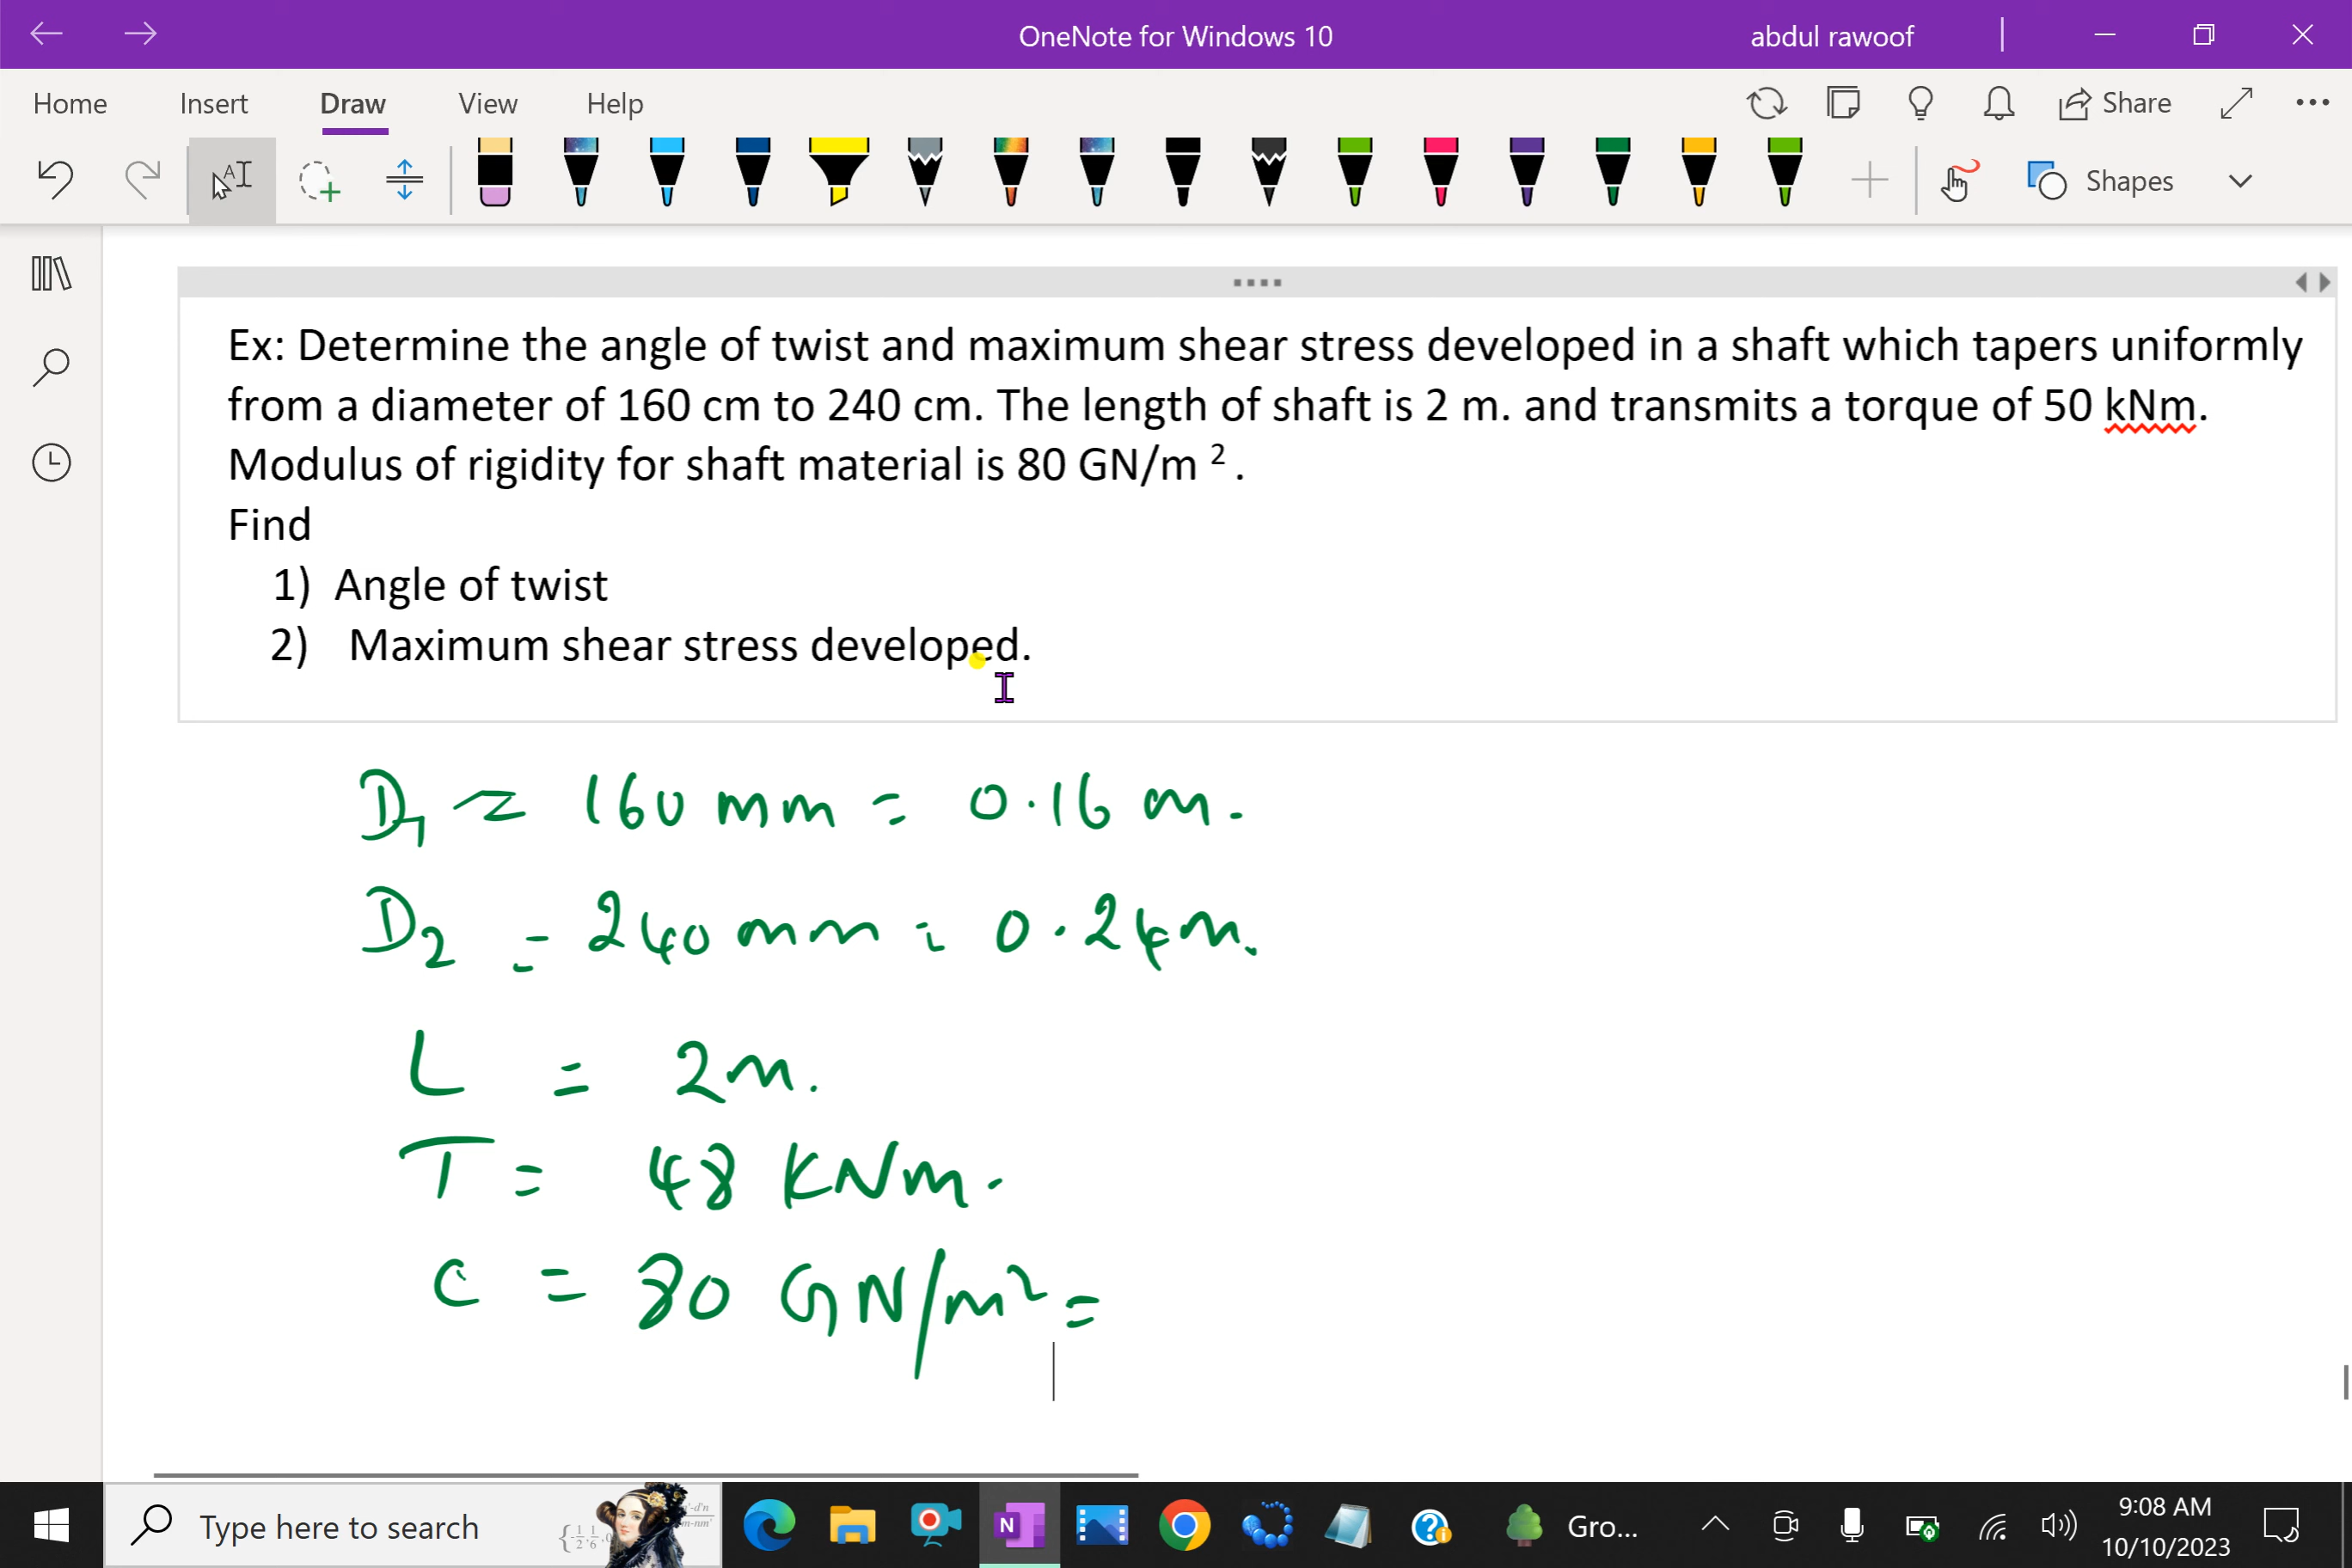 OneNote for Windows 10
abdul rawoof
Home Insert Draw View Help
Share
Shapes
Ex: Determine the angle of twist and maximum shear stress developed in a shaft which tapers uniformly
from a diameter of 160 cm to 240 cm. The length of shaft is 2 m. and transmits a torque of 50 kNm.
Modulus of rigidity for shaft material is 80 GN/m ² .
Find
1) Angle of twist
2) Maximum shear stress developed.
D₁ = 160 mm = 0.16 m.
D₂ = 240 mm = 0.24 m.
L = 2m.
T = 48 KNm.
C = 80 GN/m² =
Type here to search
Gro...
9:08 AM
10/10/2023